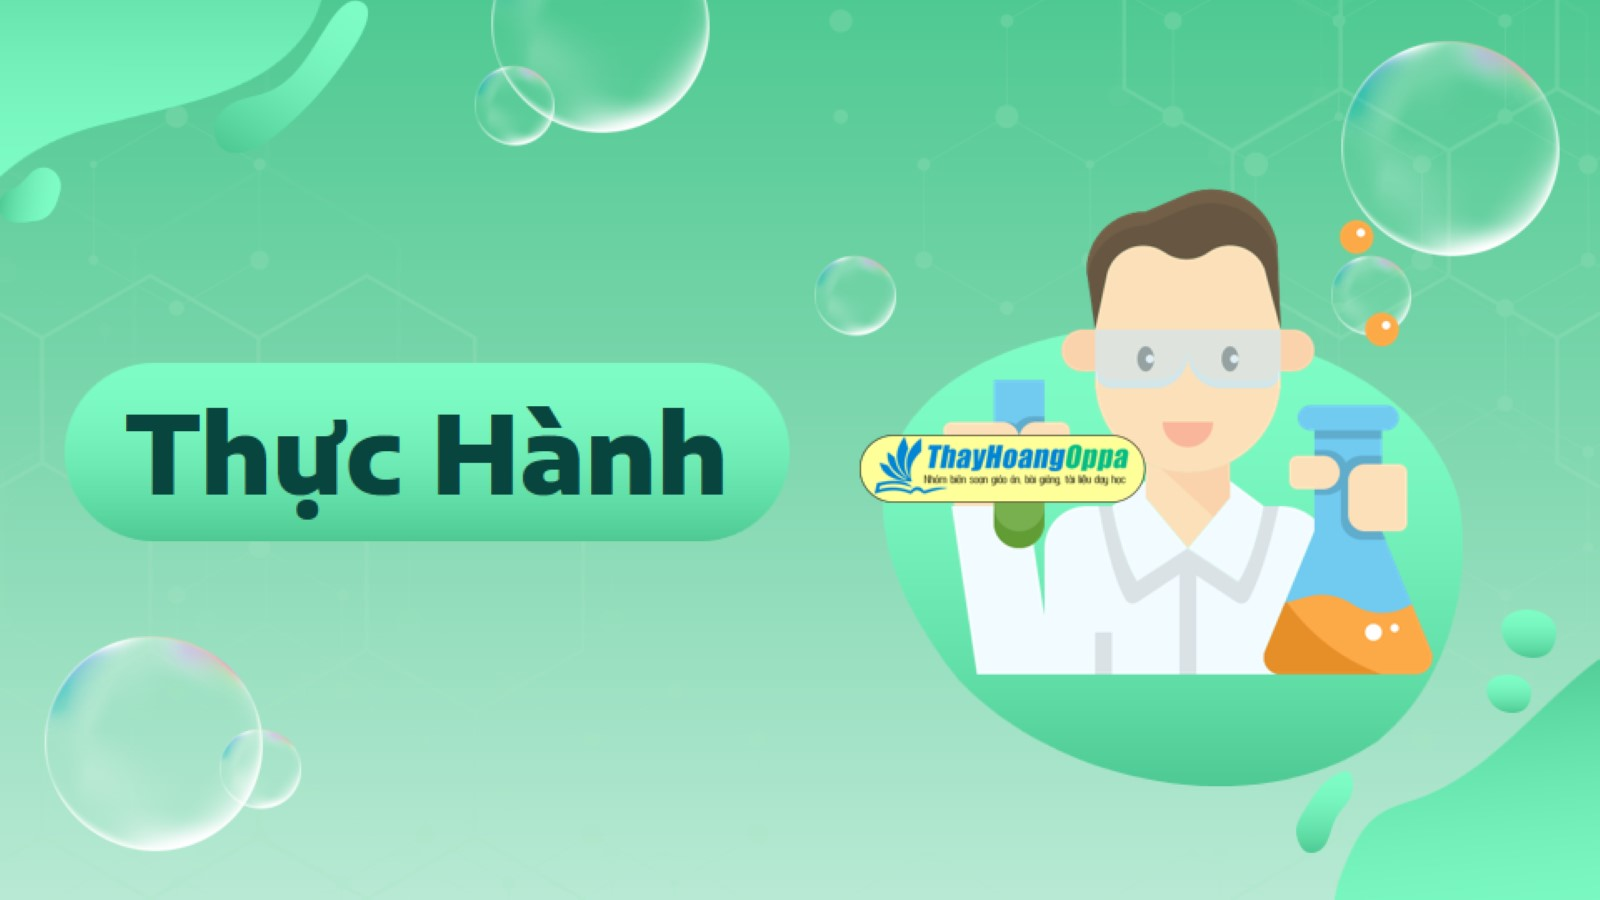 Thực Hành
ThayHoangOppa
Nhóm biên soạn giáo án, bài giảng, tài liệu dạy học